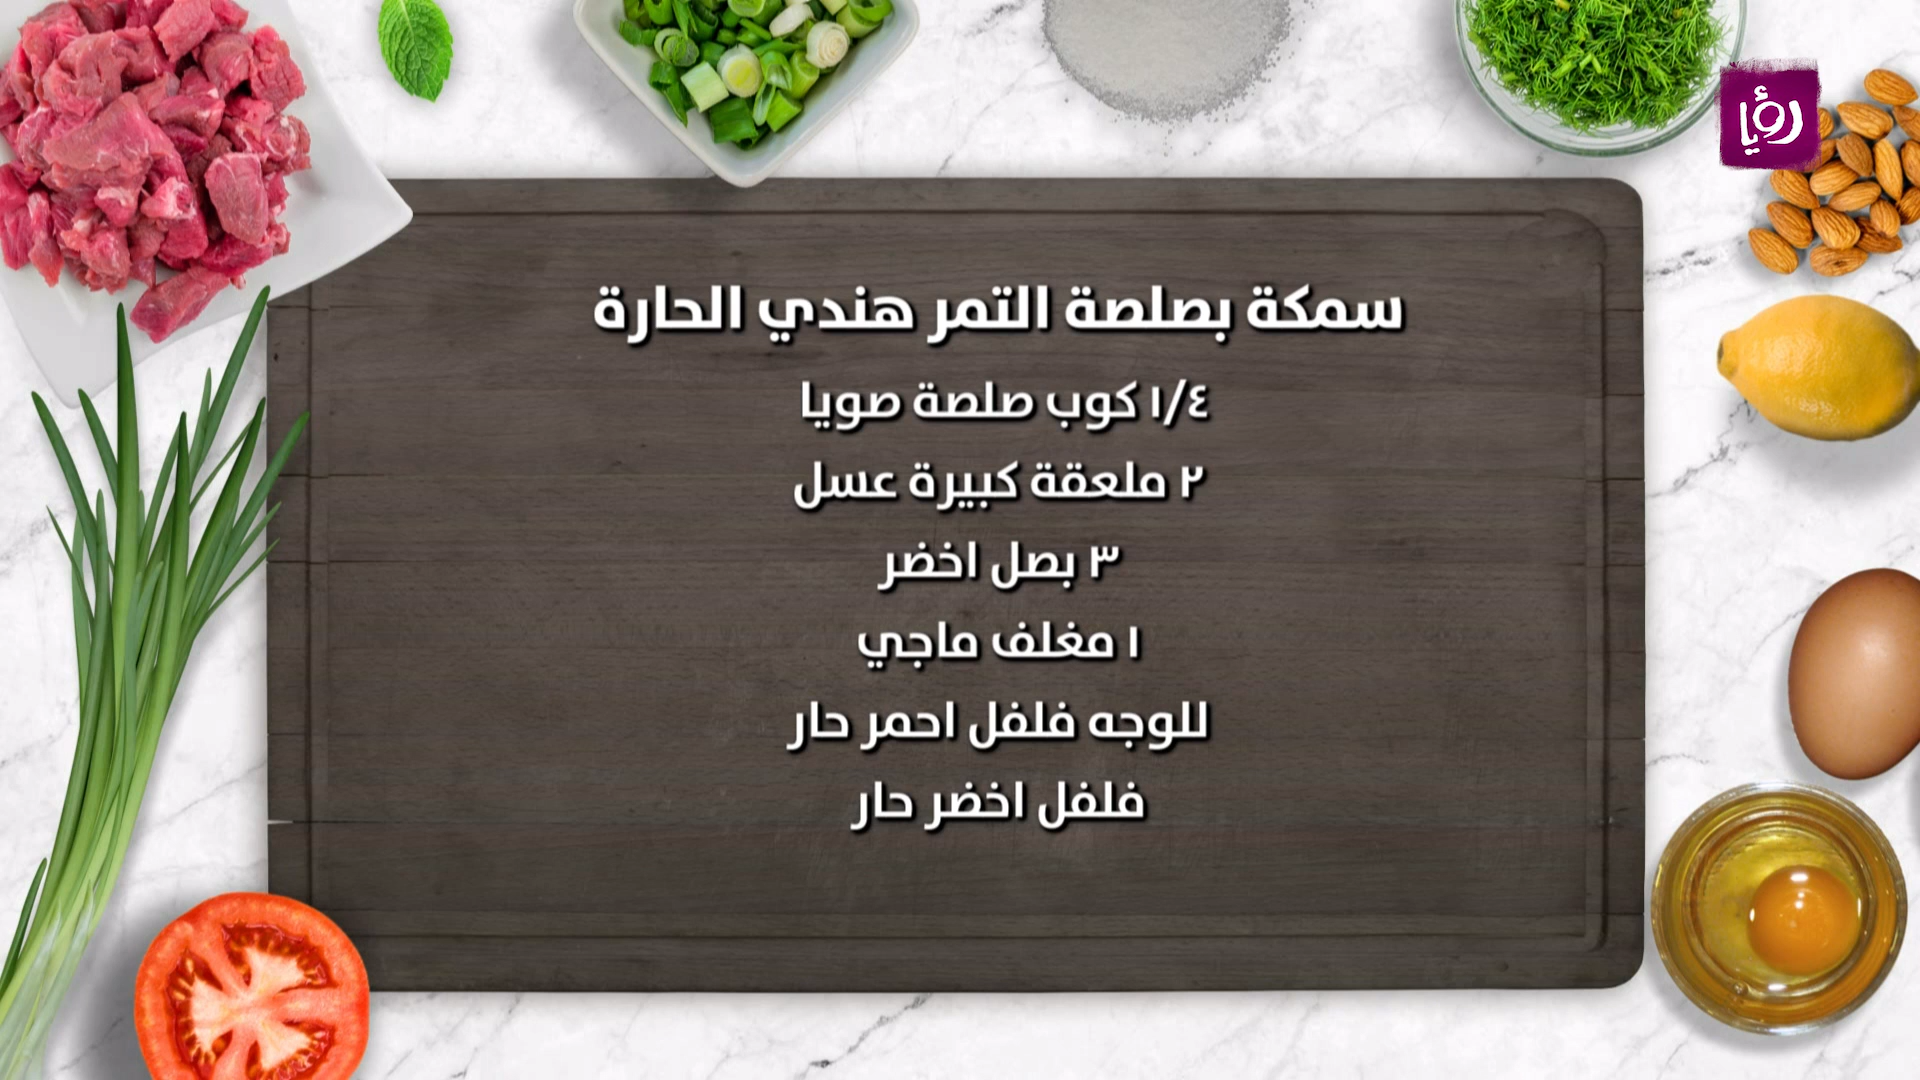 رؤيا
سمكة بصلصة التمر هندي الحارة
١/٤ كوب صلصة صويا
٢ ملعقة كبيرة عسل
٣ بصل اخضر
١ مغلف ماجي
للوجه فلفل احمر حار
فلفل اخضر حار